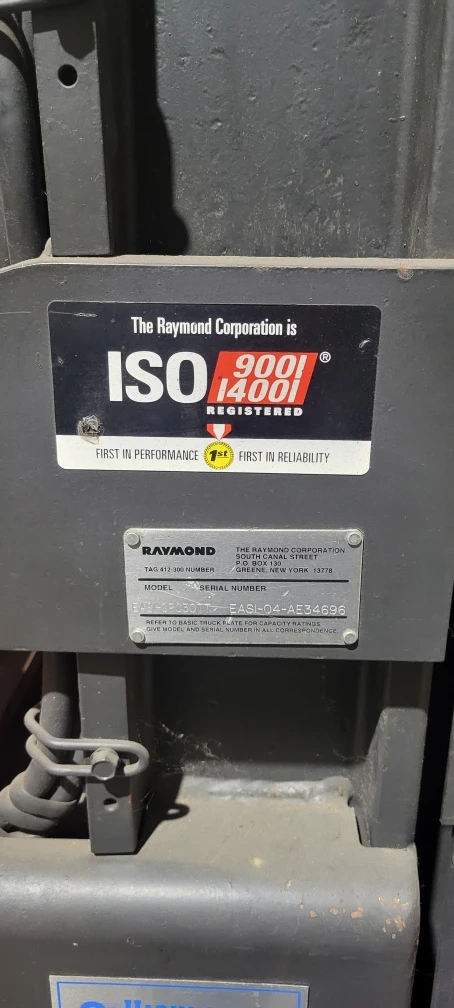 The Raymond Corporation is
ISO 9001 ®
14001
REGISTERED
FIRST IN PERFORMANCE 1st FIRST IN RELIABILITY
RAYMOND THE RAYMOND CORPORATION
SOUTH CANAL STREET
P.O. BOX 130
TAG 412-300 NUMBER GREENE, NEW YORK 13778
MODEL SERIAL NUMBER
EASI-04-AE34696
REFER TO BASIC TRUCK PLATE FOR CAPACITY RATINGS
GIVE MODEL AND SERIAL NUMBER IN ALL CORRESPONDENCE.